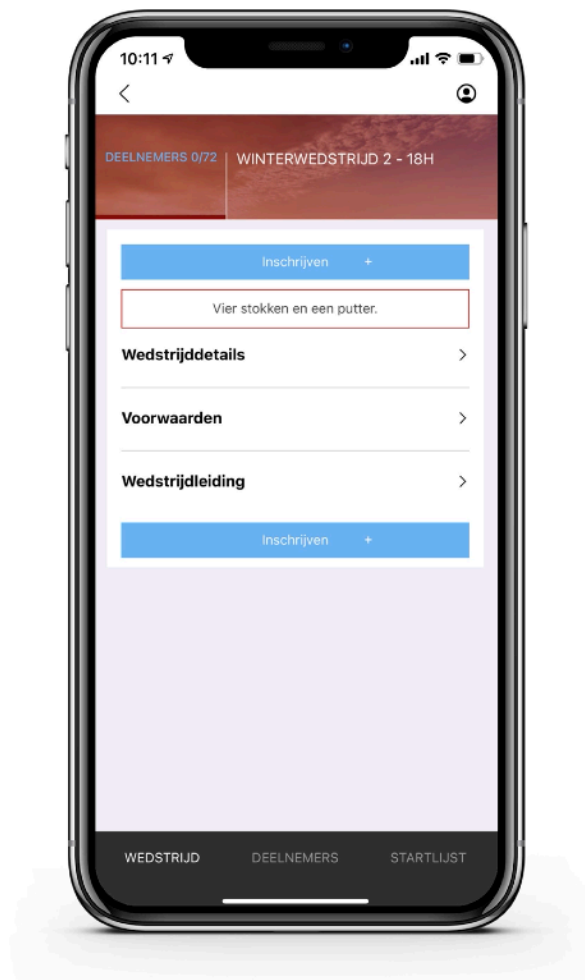 10:11
DEELNEMERS 0/72
WINTERWEDSTRIJD 2 - 18H
Inschrijven +
Vier stokken en een putter.
Wedstrijddetails
Voorwaarden
Wedstrijdleiding
Inschrijven +
WEDSTRIJD DEELNEMERS STARTLIJST